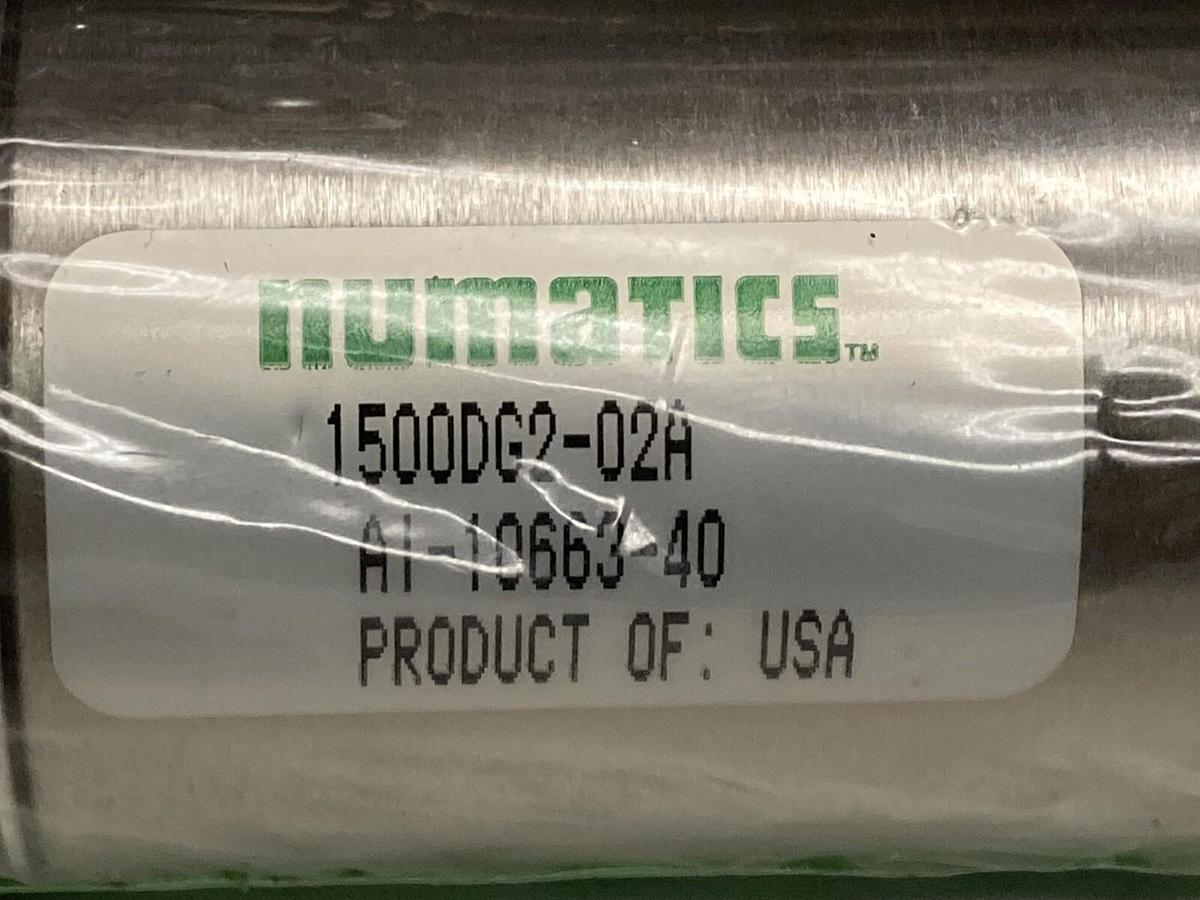 numatics™
1500DG2-02A
A1-10663-40
PRODUCT OF: USA